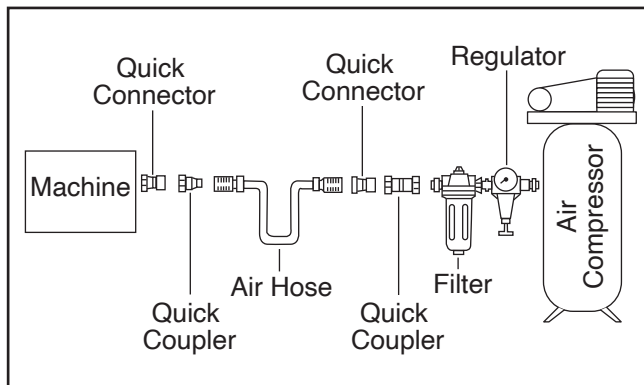 Quick
Connector
Quick
Connector
Regulator
Machine
Air
Compressor
Air Hose
Filter
Quick
Coupler
Quick
Coupler